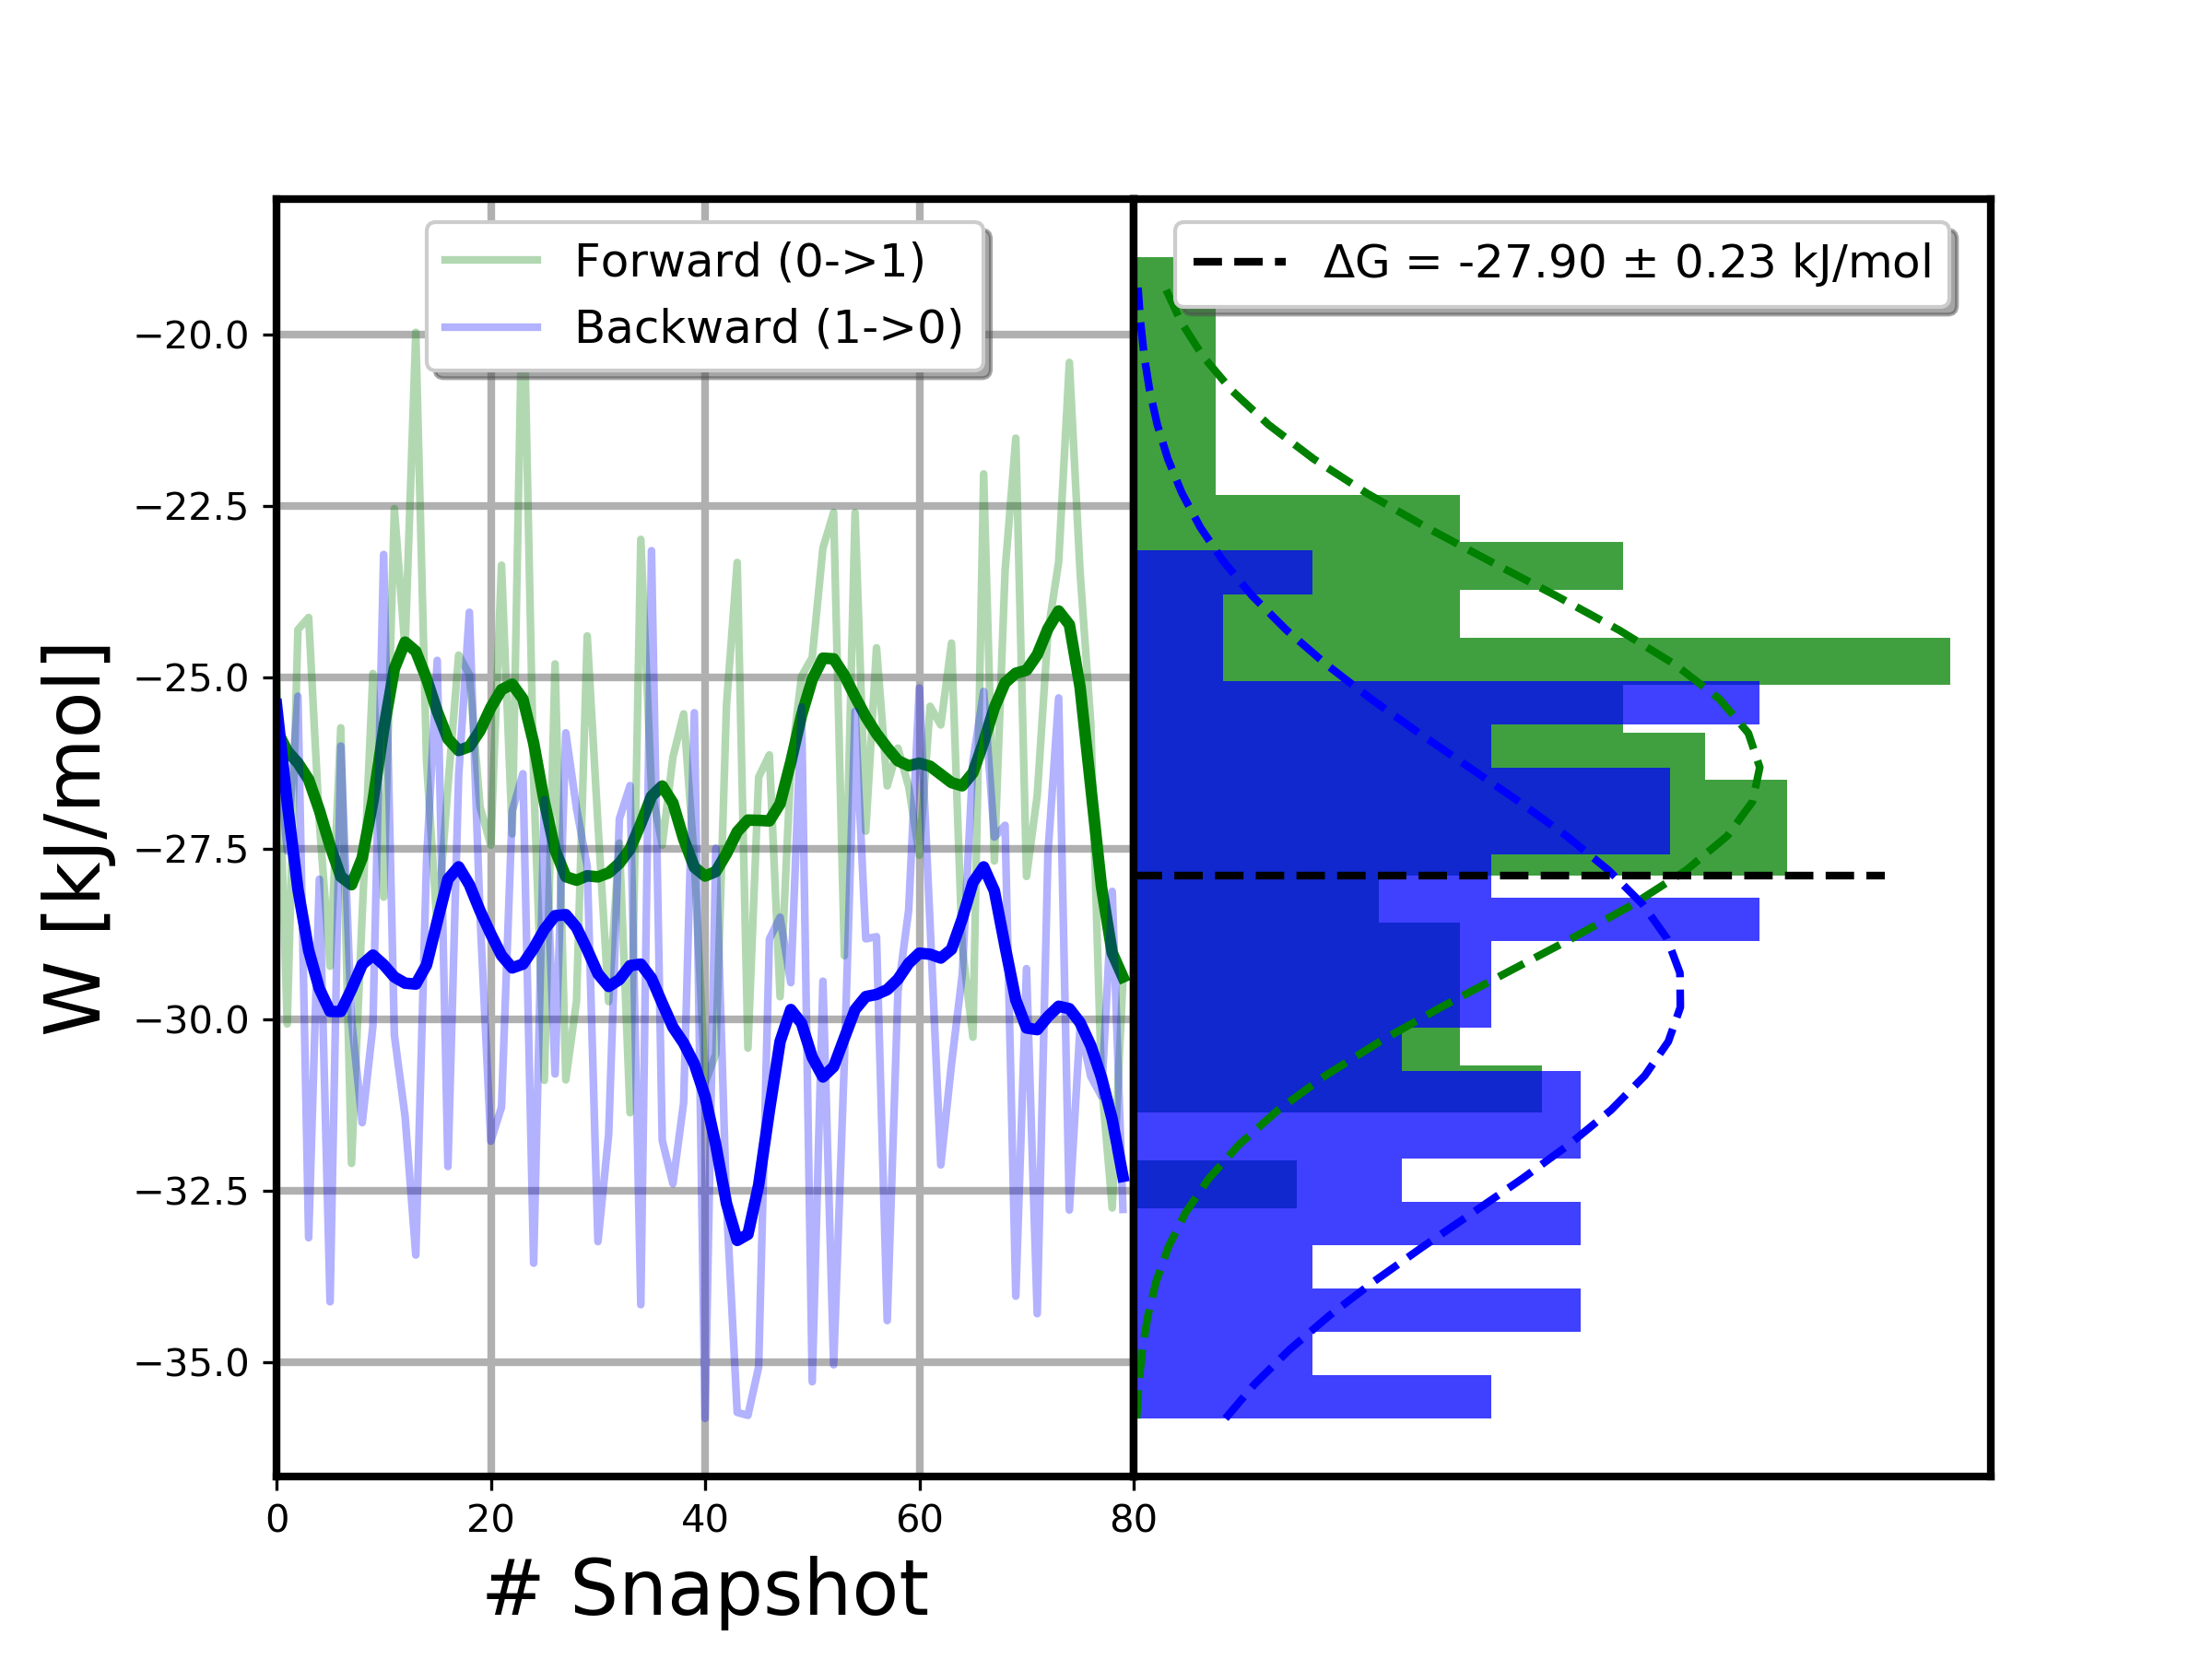 Forward (0->1)
Backward (1->0)
ΔG = -27.90 ± 0.23 kJ/mol
−20.0
−22.5
−25.0
−27.5
−30.0
−32.5
−35.0
W [kJ/mol]
0 20 40 60 80
# Snapshot